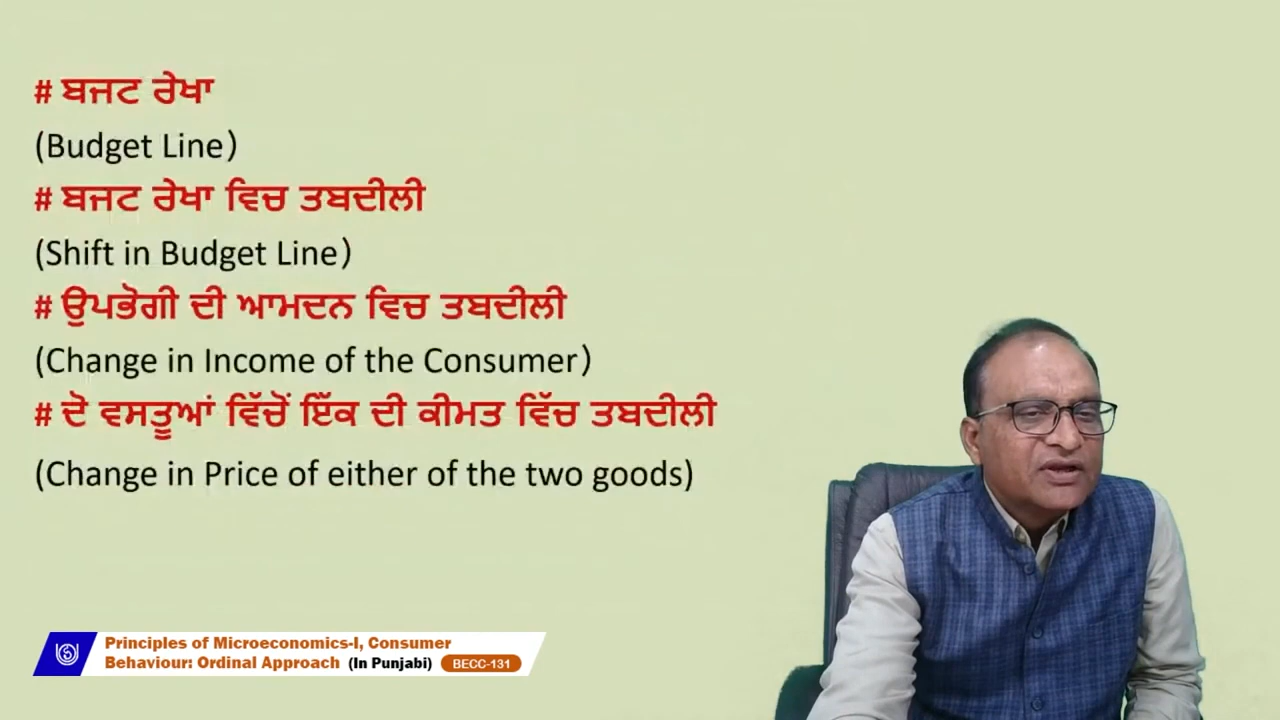 # ਬਜਟ ਰੇਖਾ
(Budget Line)
# ਬਜਟ ਰੇਖਾ ਵਿਚ ਤਬਦੀਲੀ
(Shift in Budget Line)
# ਉਪਭੋਗੀ ਦੀ ਆਮਦਨ ਵਿਚ ਤਬਦੀਲੀ
(Change in Income of the Consumer)
# ਦੋ ਵਸਤੂਆਂ ਵਿੱਚੋਂ ਇੱਕ ਦੀ ਕੀਮਤ ਵਿੱਚ ਤਬਦੀਲੀ
(Change in Price of either of the two goods)
Principles of Microeconomics-I, Consumer
Behaviour: Ordinal Approach (In Punjabi) BECC-131